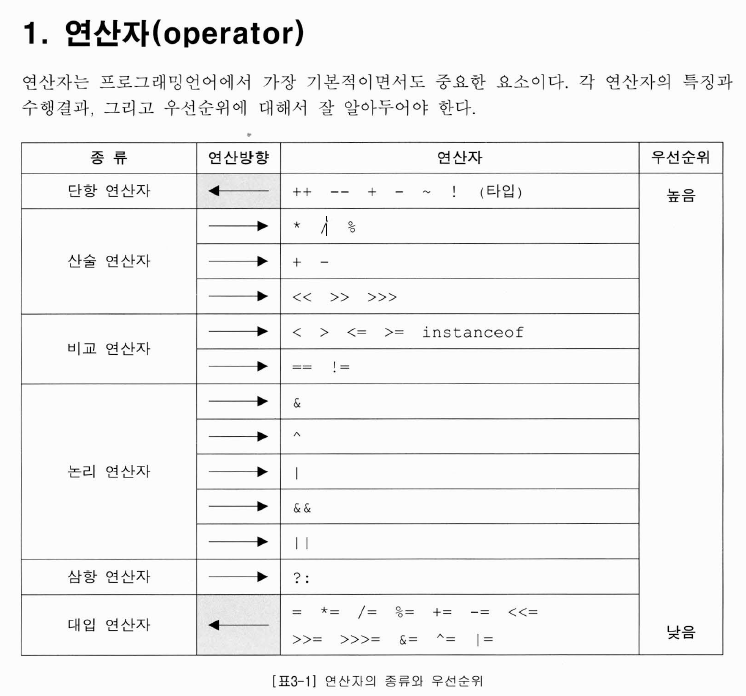 1. 연산자(operator)
연산자는 프로그래밍언어에서 가장 기본적이면서도 중요한 요소이다. 각 연산자의 특징과
수행결과, 그리고 우선순위에 대해서 잘 알아두어야 한다.
종 류 연산방향 연산자 우선순위
단항 연산자 ++ -- + - ~ ! (타입) 높음
* / %
산술 연산자 + -
<< >> >>>
비교 연산자 < > <= >= instanceof
== !=
&
^
논리 연산자 |
&&
||
삼항 연산자 ?:
대입 연산자 = *= /= %= += -= <<=
>>= >>>= &= ^= |= 낮음
[표3-1] 연산자의 종류와 우선순위